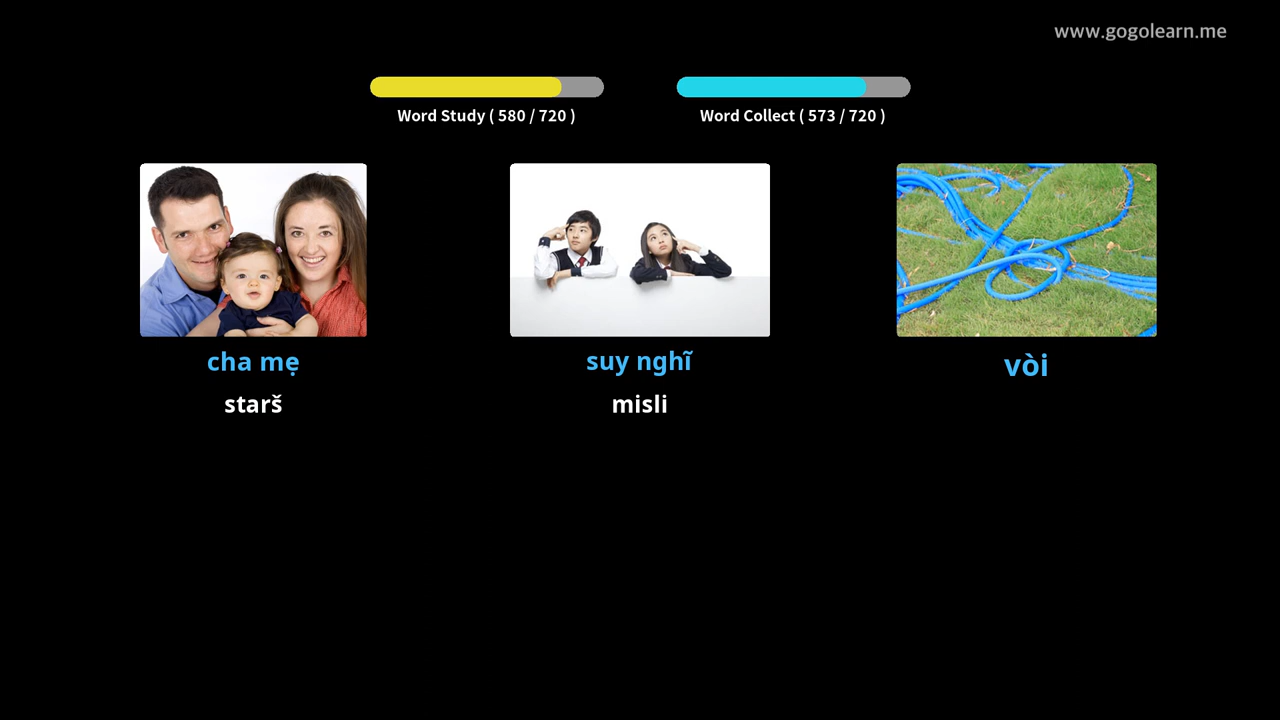 www.gogolearn.me
Word Study ( 580 / 720 )
Word Collect ( 573 / 720 )
cha mẹ
starš
suy nghĩ
misli
vòi